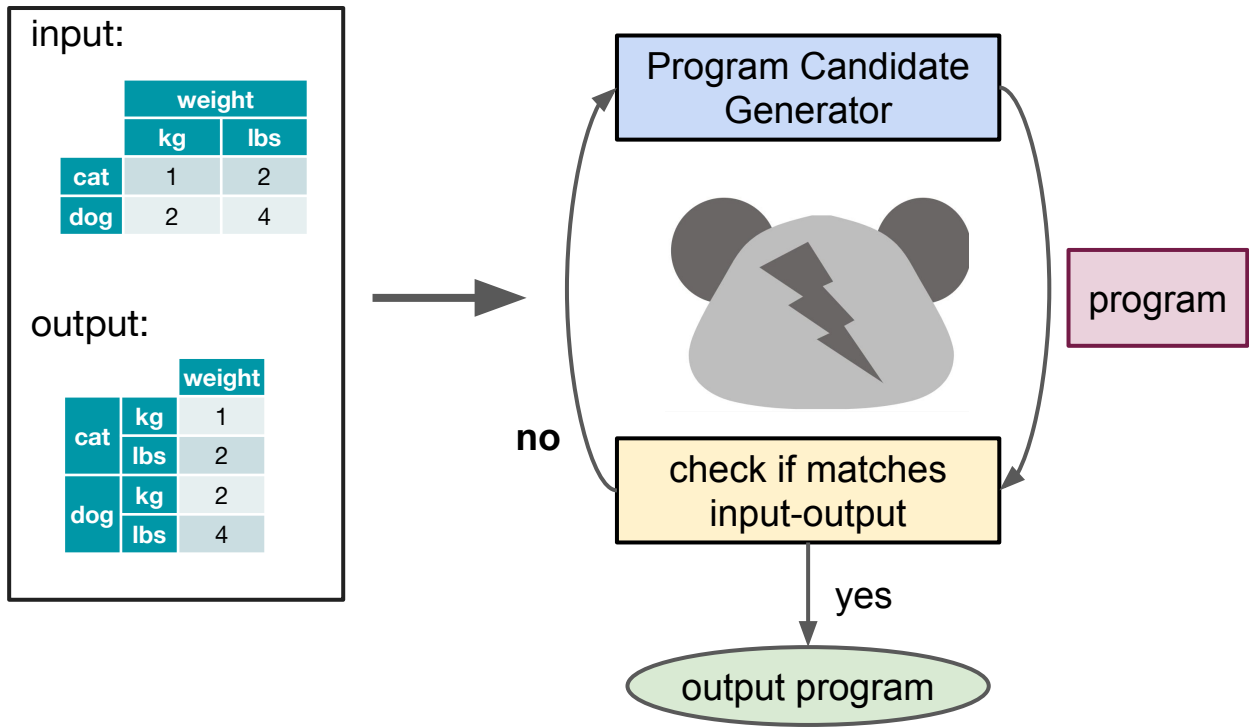 input:
weight
kg lbs
cat 1 2
dog 2 4
output:
weight
cat kg 1
lbs 2
dog kg 2
lbs 4
Program Candidate
Generator
program
no
check if matches
input-output
yes
output program